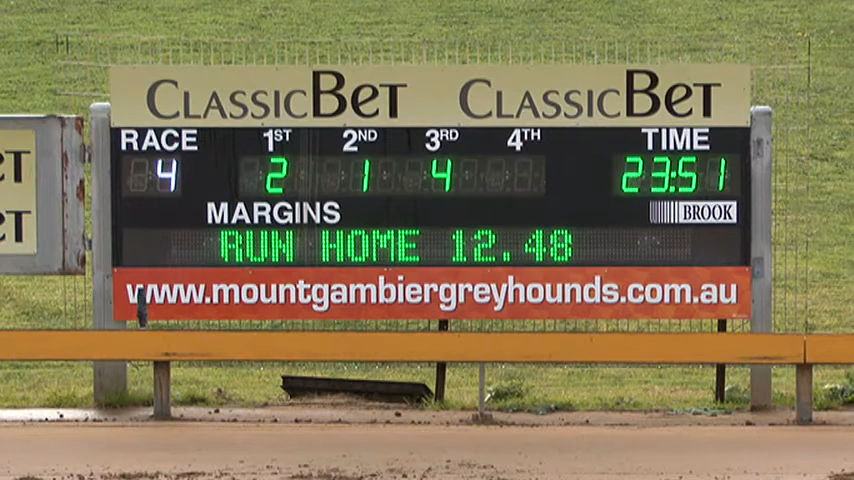 CLASSICBET CLASSICBET
RACE 1ST 2ND 3RD 4TH TIME
4 2 1 4 23:51
MARGINS BROOK
RUN HOME 12.48
www.mountgambiergreyhounds.com.au